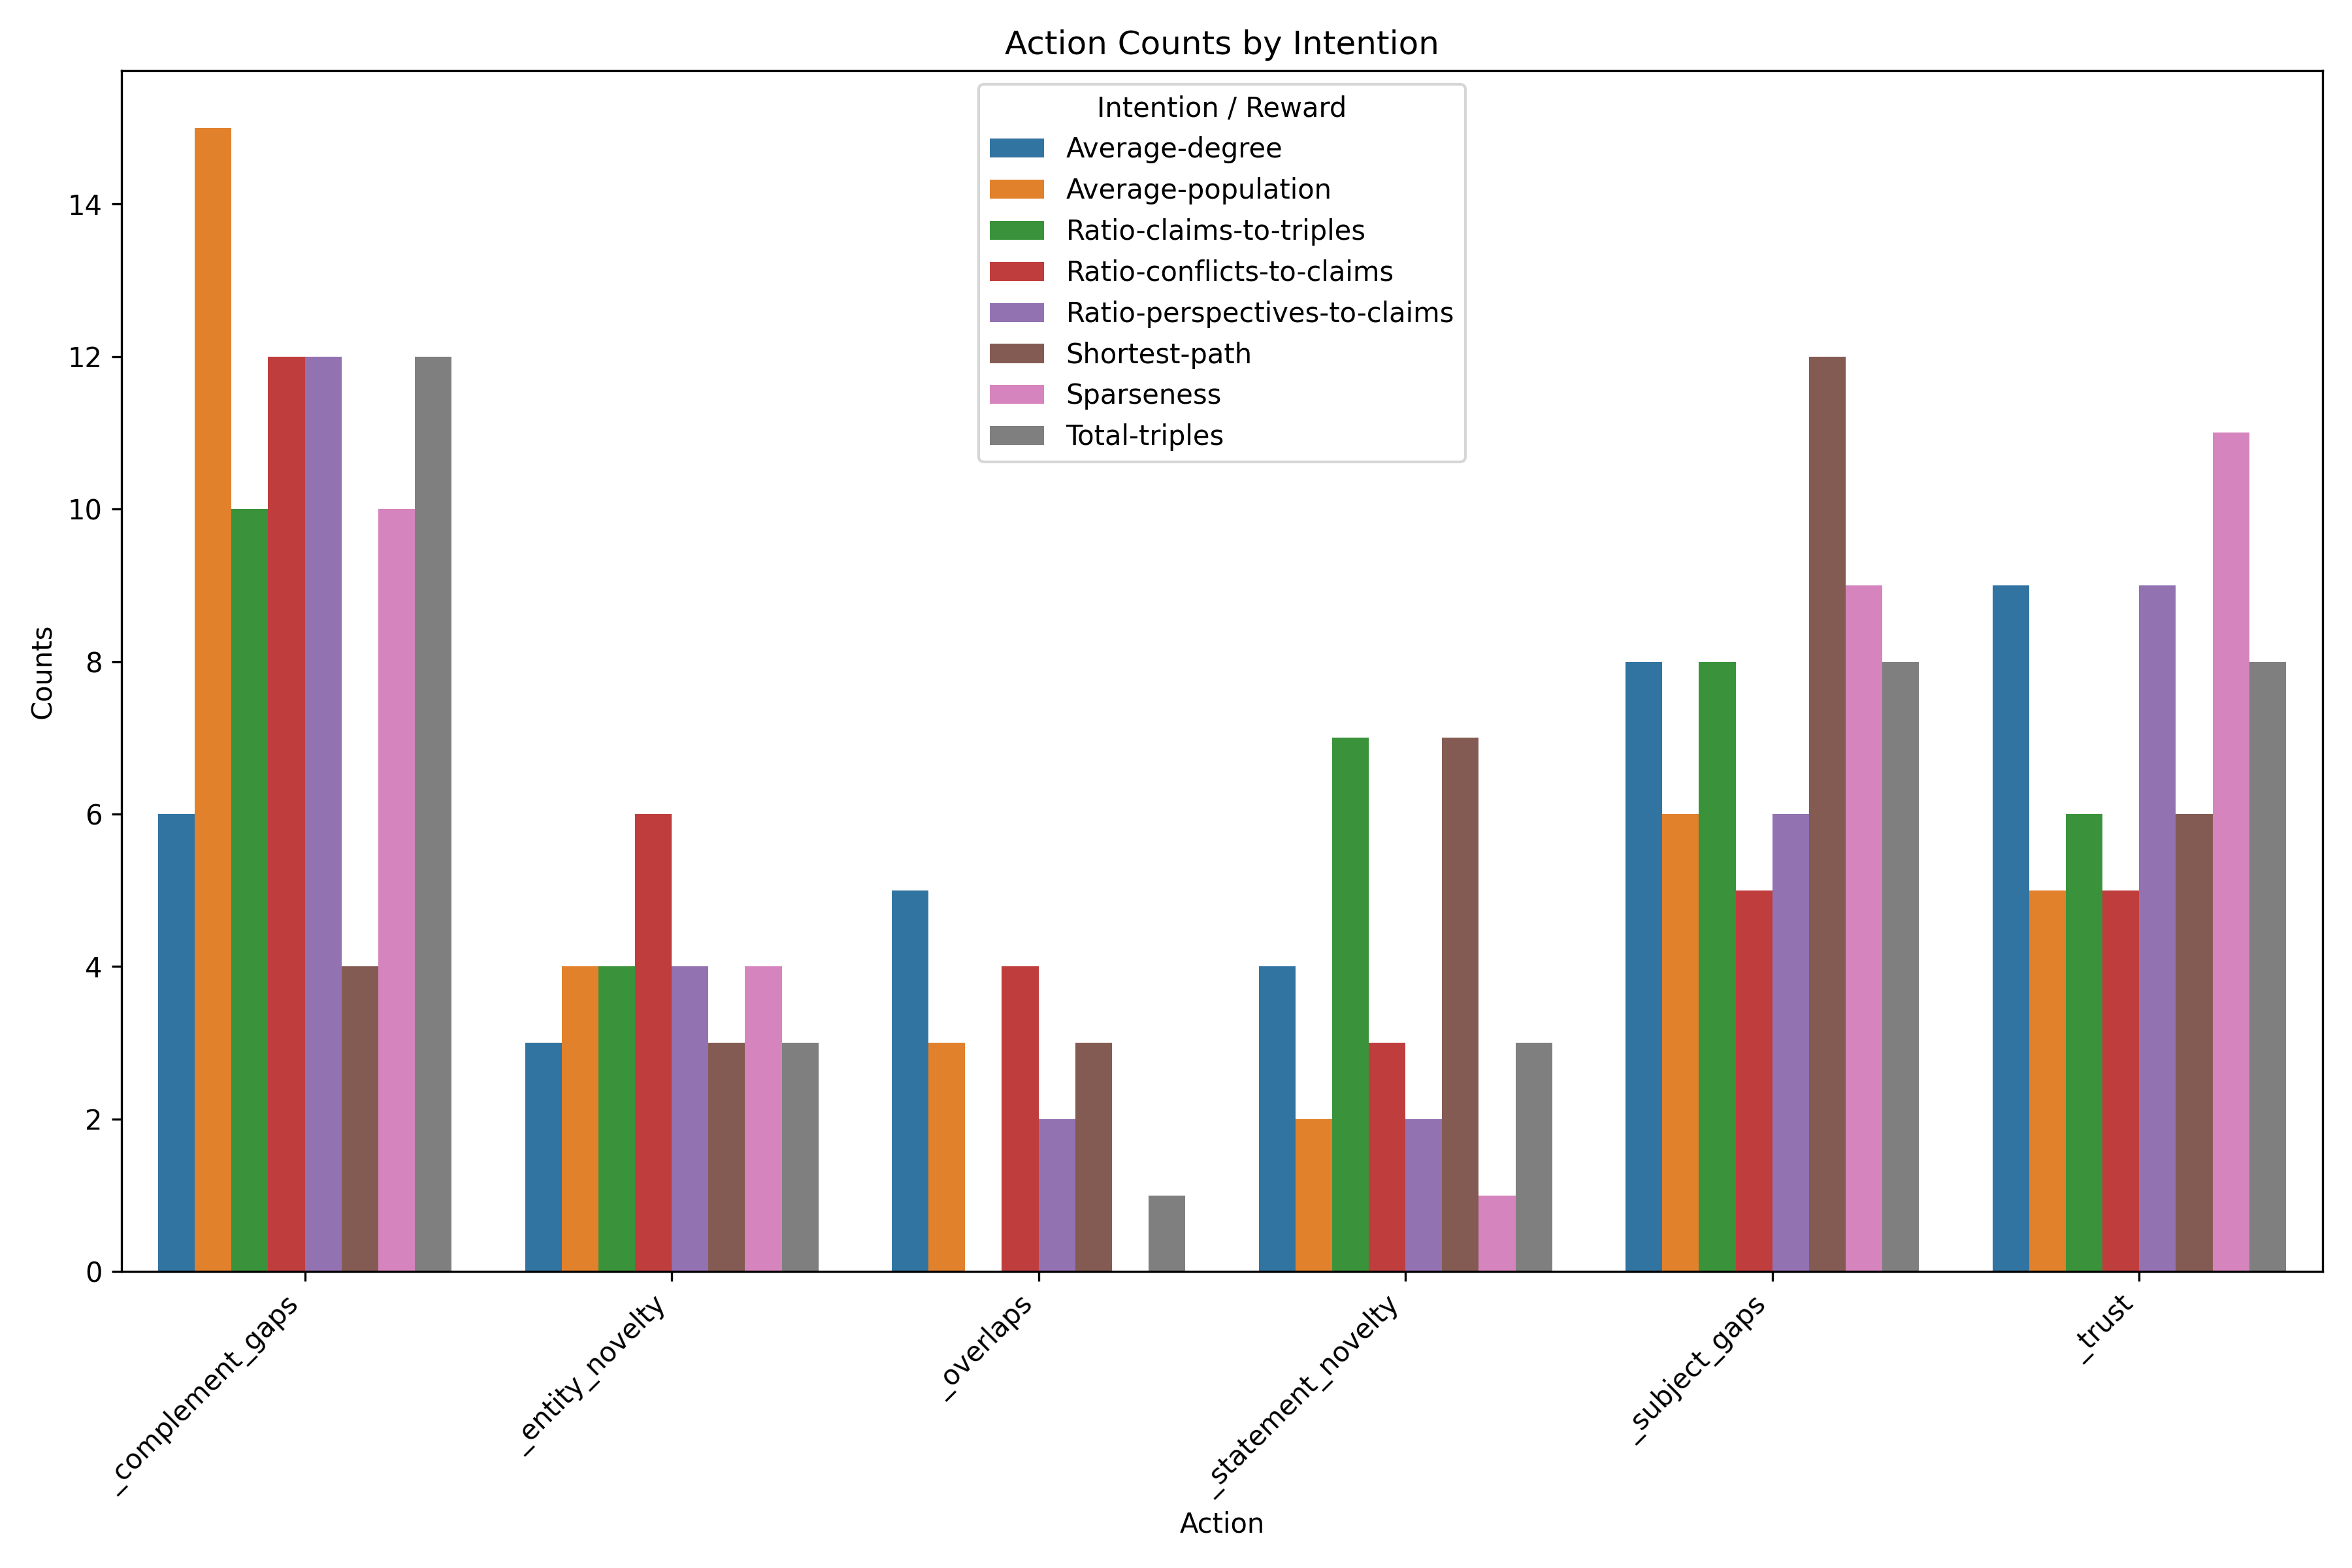 Action Counts by Intention
Intention / Reward
Average-degree
Average-population
Ratio-claims-to-triples
Ratio-conflicts-to-claims
Ratio-perspectives-to-claims
Shortest-path
Sparseness
Total-triples
Counts
14
12
10
8
6
4
2
0
_complement_gaps
_entity_novelty
_overlaps
_statement_novelty
_subject_gaps
_trust
Action